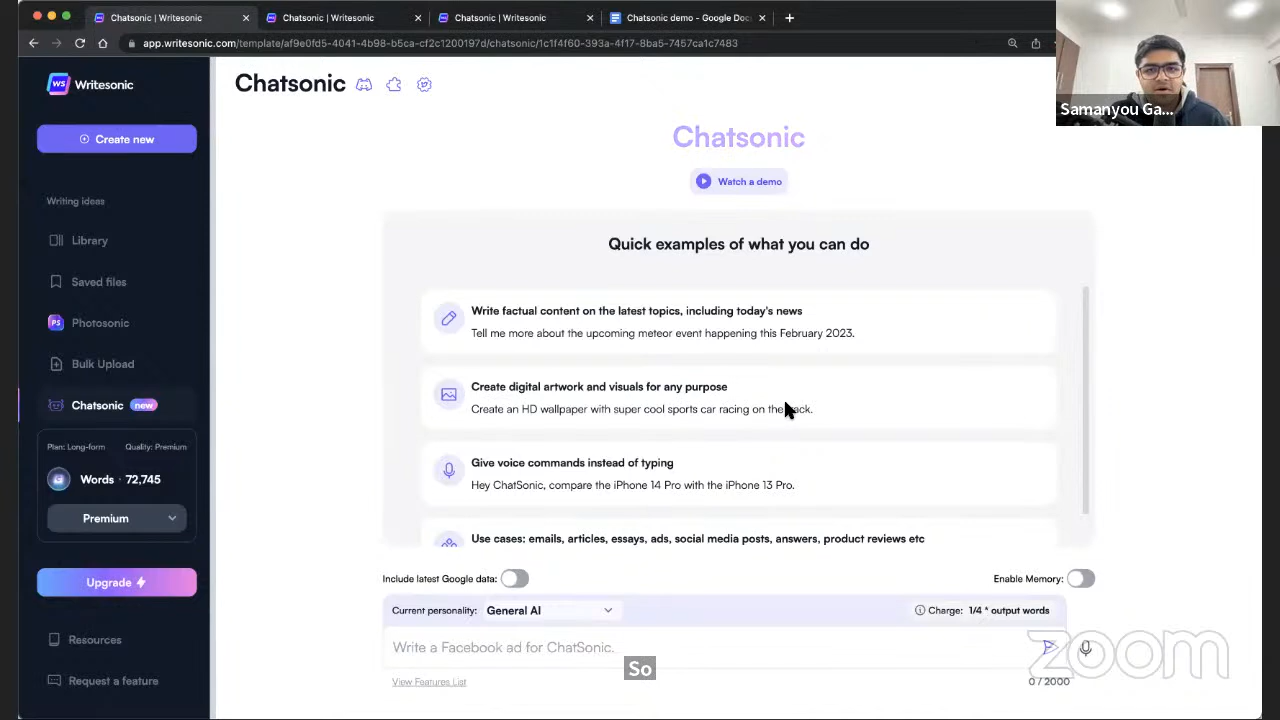 Chatsonic | Writesonic
Chatsonic | Writesonic
Chatsonic | Writesonic
Chatsonic demo - Google Doc
app.writesonic.com/template/af9e0fd5-4041-4b98-b5ca-cf2c1200197d/chatsonic/1c1f4f60-393a-4f17-8ba5-7457ca1c7483
Samanyou Ga...
WS Writesonic
Create new
Writing ideas
Library
Saved files
PS Photosonic
Bulk Upload
Chatsonic new
Plan: Long-form Quality: Premium
Words · 72,745
Premium
Upgrade
Resources
Request a feature
Chatsonic
Chatsonic
Watch a demo
Quick examples of what you can do
Write factual content on the latest topics, including today's news
Tell me more about the upcoming meteor event happening this February 2023.
Create digital artwork and visuals for any purpose
Create an HD wallpaper with super cool sports car racing on the track.
Give voice commands instead of typing
Hey ChatSonic, compare the iPhone 14 Pro with the iPhone 13 Pro.
Use cases: emails, articles, essays, ads, social media posts, answers, product reviews etc
Include latest Google data: Enable Memory:
Current personality: General AI Charge: 1/4 * output words
Write a Facebook ad for ChatSonic.
So
View Features List 0 / 2000
zoom